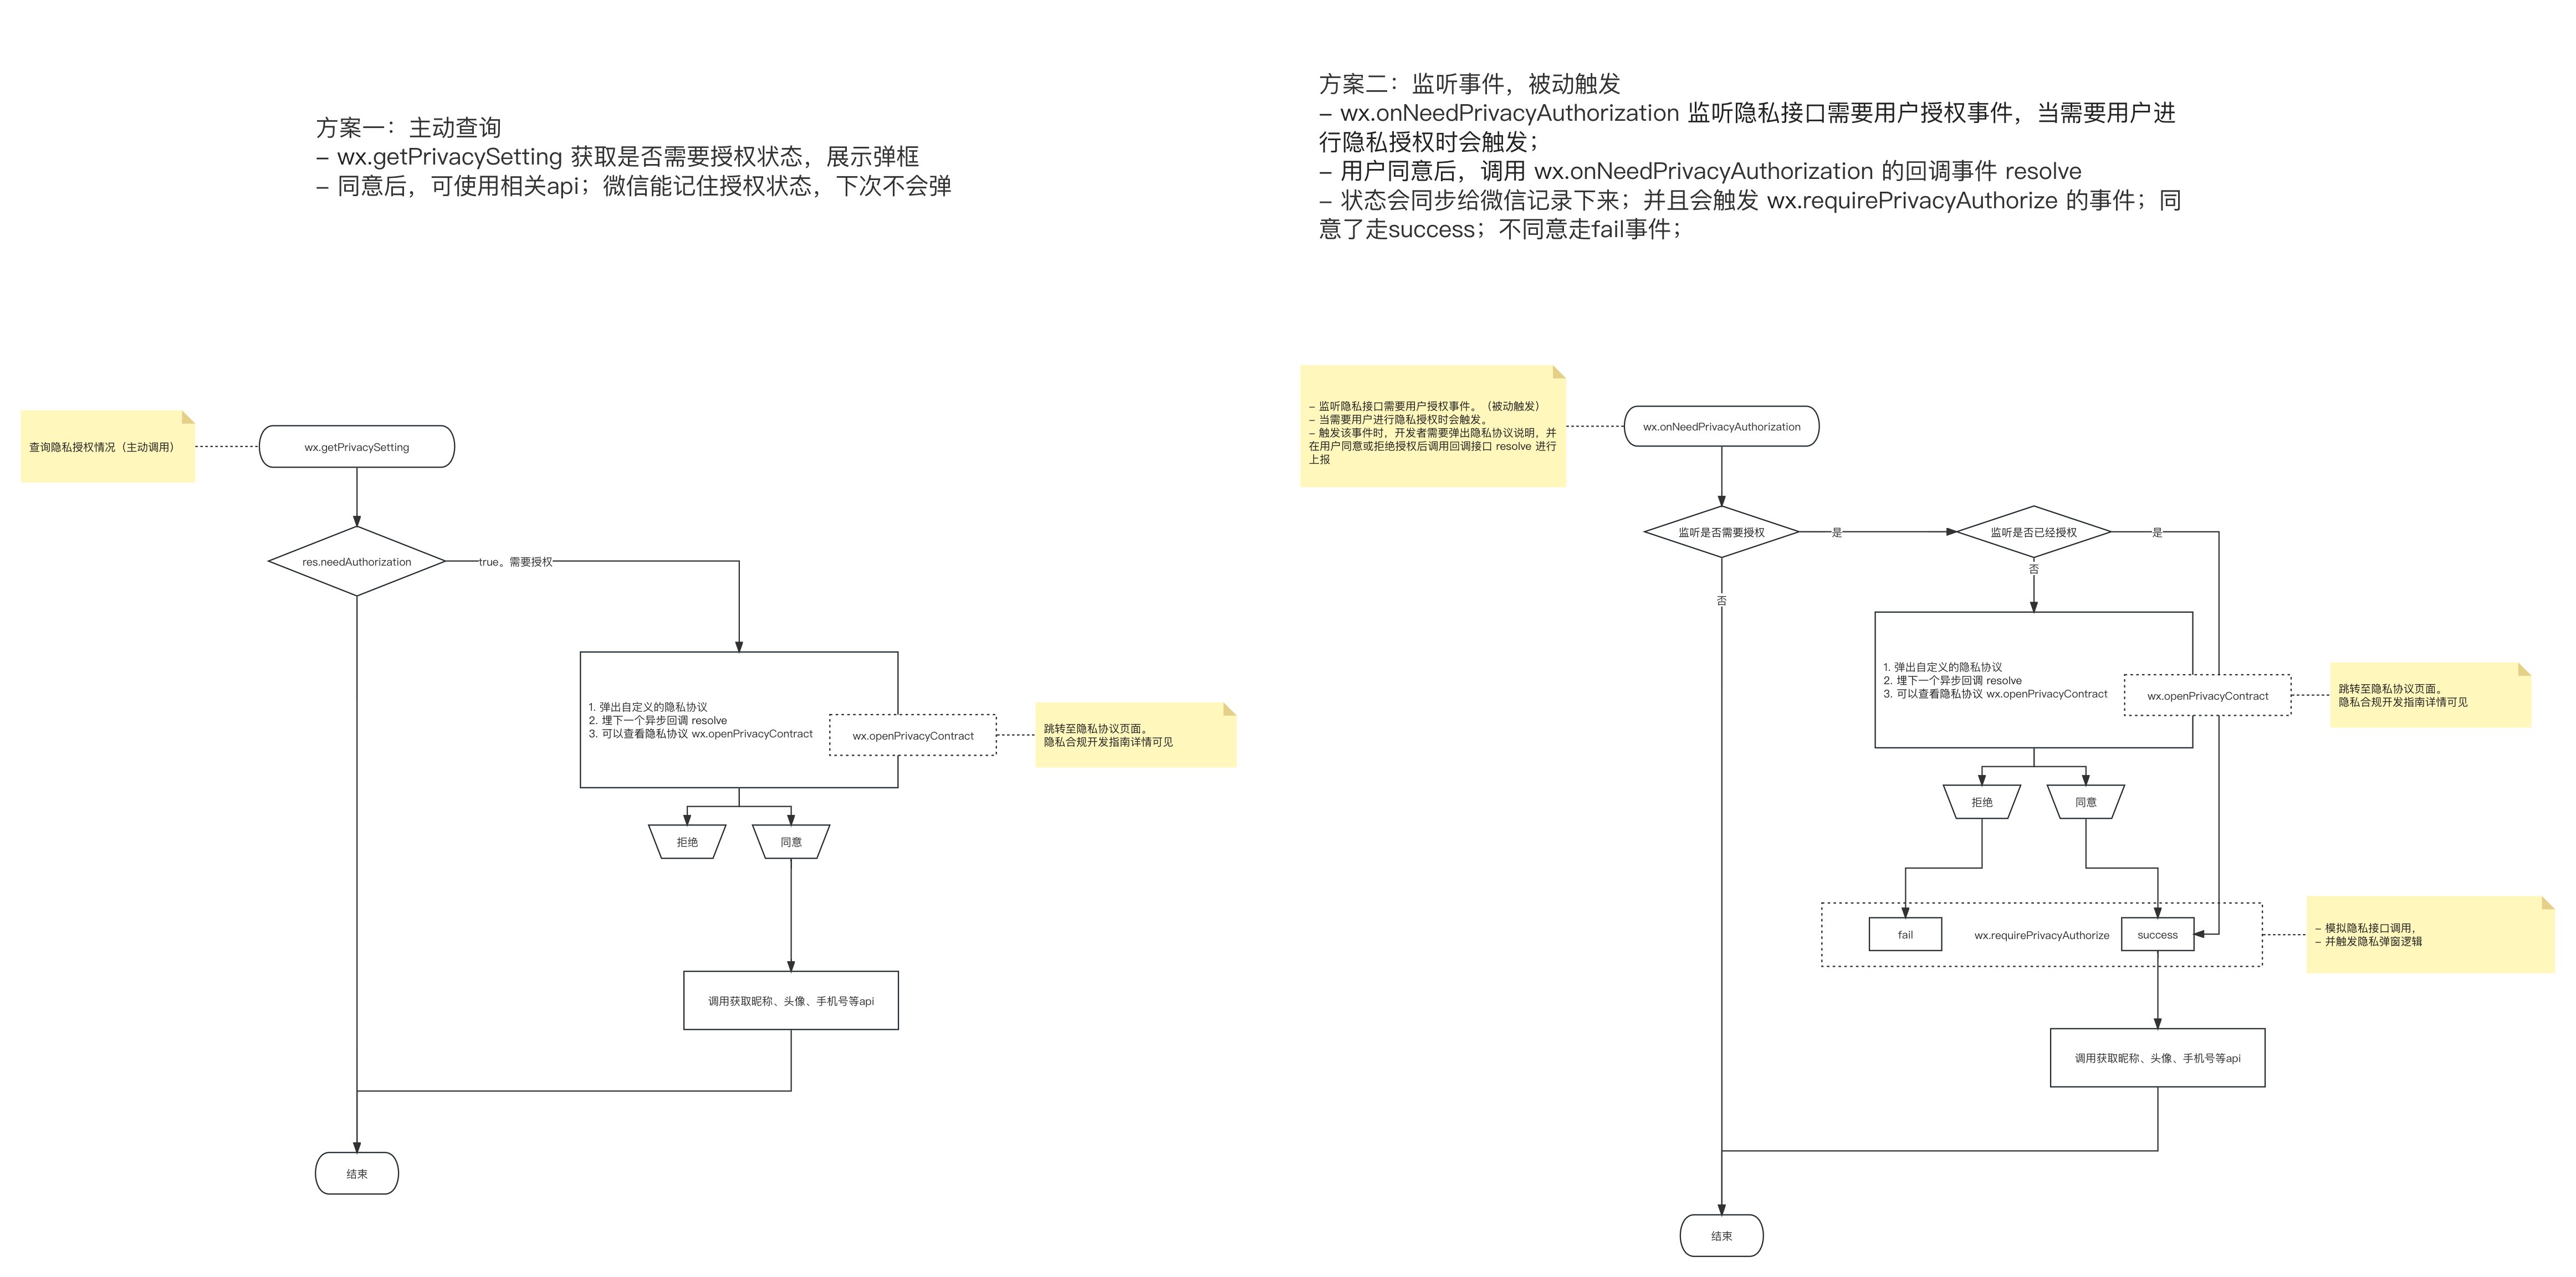 方案一：主动查询
- wx.getPrivacySetting 获取是否需要授权状态，展示弹框
- 同意后，可使用相关api；微信能记住授权状态，下次不会弹
查询隐私授权情况（主动调用）
wx.getPrivacySetting
res.needAuthorization
true。需要授权
1. 弹出自定义的隐私协议
2. 埋下一个异步回调 resolve
3. 可以查看隐私协议 wx.openPrivacyContract
wx.openPrivacyContract
跳转至隐私协议页面。
隐私合规开发指南详情可见
拒绝
同意
调用获取昵称、头像、手机号等api
结束
方案二：监听事件，被动触发
- wx.onNeedPrivacyAuthorization 监听隐私接口需要用户授权事件，当需要用户进
行隐私授权时会触发；
- 用户同意后，调用 wx.onNeedPrivacyAuthorization 的回调事件 resolve
- 状态会同步给微信记录下来；并且会触发 wx.requirePrivacyAuthorize 的事件；同
意了走success；不同意走fail事件；
- 监听隐私接口需要用户授权事件。（被动触发）
- 当需要用户进行隐私授权时会触发。
- 触发该事件时，开发者需要弹出隐私协议说明，并
在用户同意或拒绝授权后调用回调接口 resolve 进行
上报
wx.onNeedPrivacyAuthorization
监听是否需要授权
是
监听是否已经授权
是
否
否
1. 弹出自定义的隐私协议
2. 埋下一个异步回调 resolve
3. 可以查看隐私协议 wx.openPrivacyContract
wx.openPrivacyContract
跳转至隐私协议页面。
隐私合规开发指南详情可见
拒绝
同意
fail
wx.requirePrivacyAuthorize
success
- 模拟隐私接口调用，
- 并触发隐私弹窗逻辑
调用获取昵称、头像、手机号等api
结束